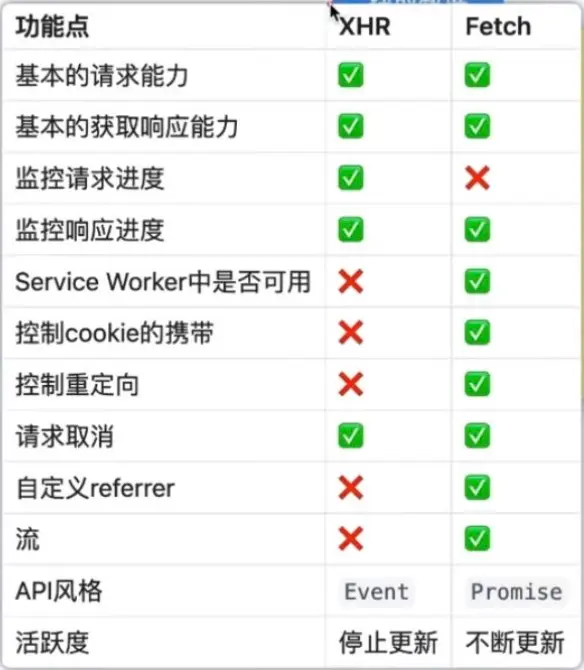 功能点 XHR Fetch
基本的请求能力 ✅ ✅
基本的获取响应能力 ✅ ✅
监控请求进度 ✅ ❌
监控响应进度 ✅ ✅
Service Worker中是否可用 ❌ ✅
控制cookie的携带 ❌ ✅
控制重定向 ❌ ✅
请求取消 ✅ ✅
自定义referrer ❌ ✅
流 ❌ ✅
API风格 Event Promise
活跃度 停止更新 不断更新